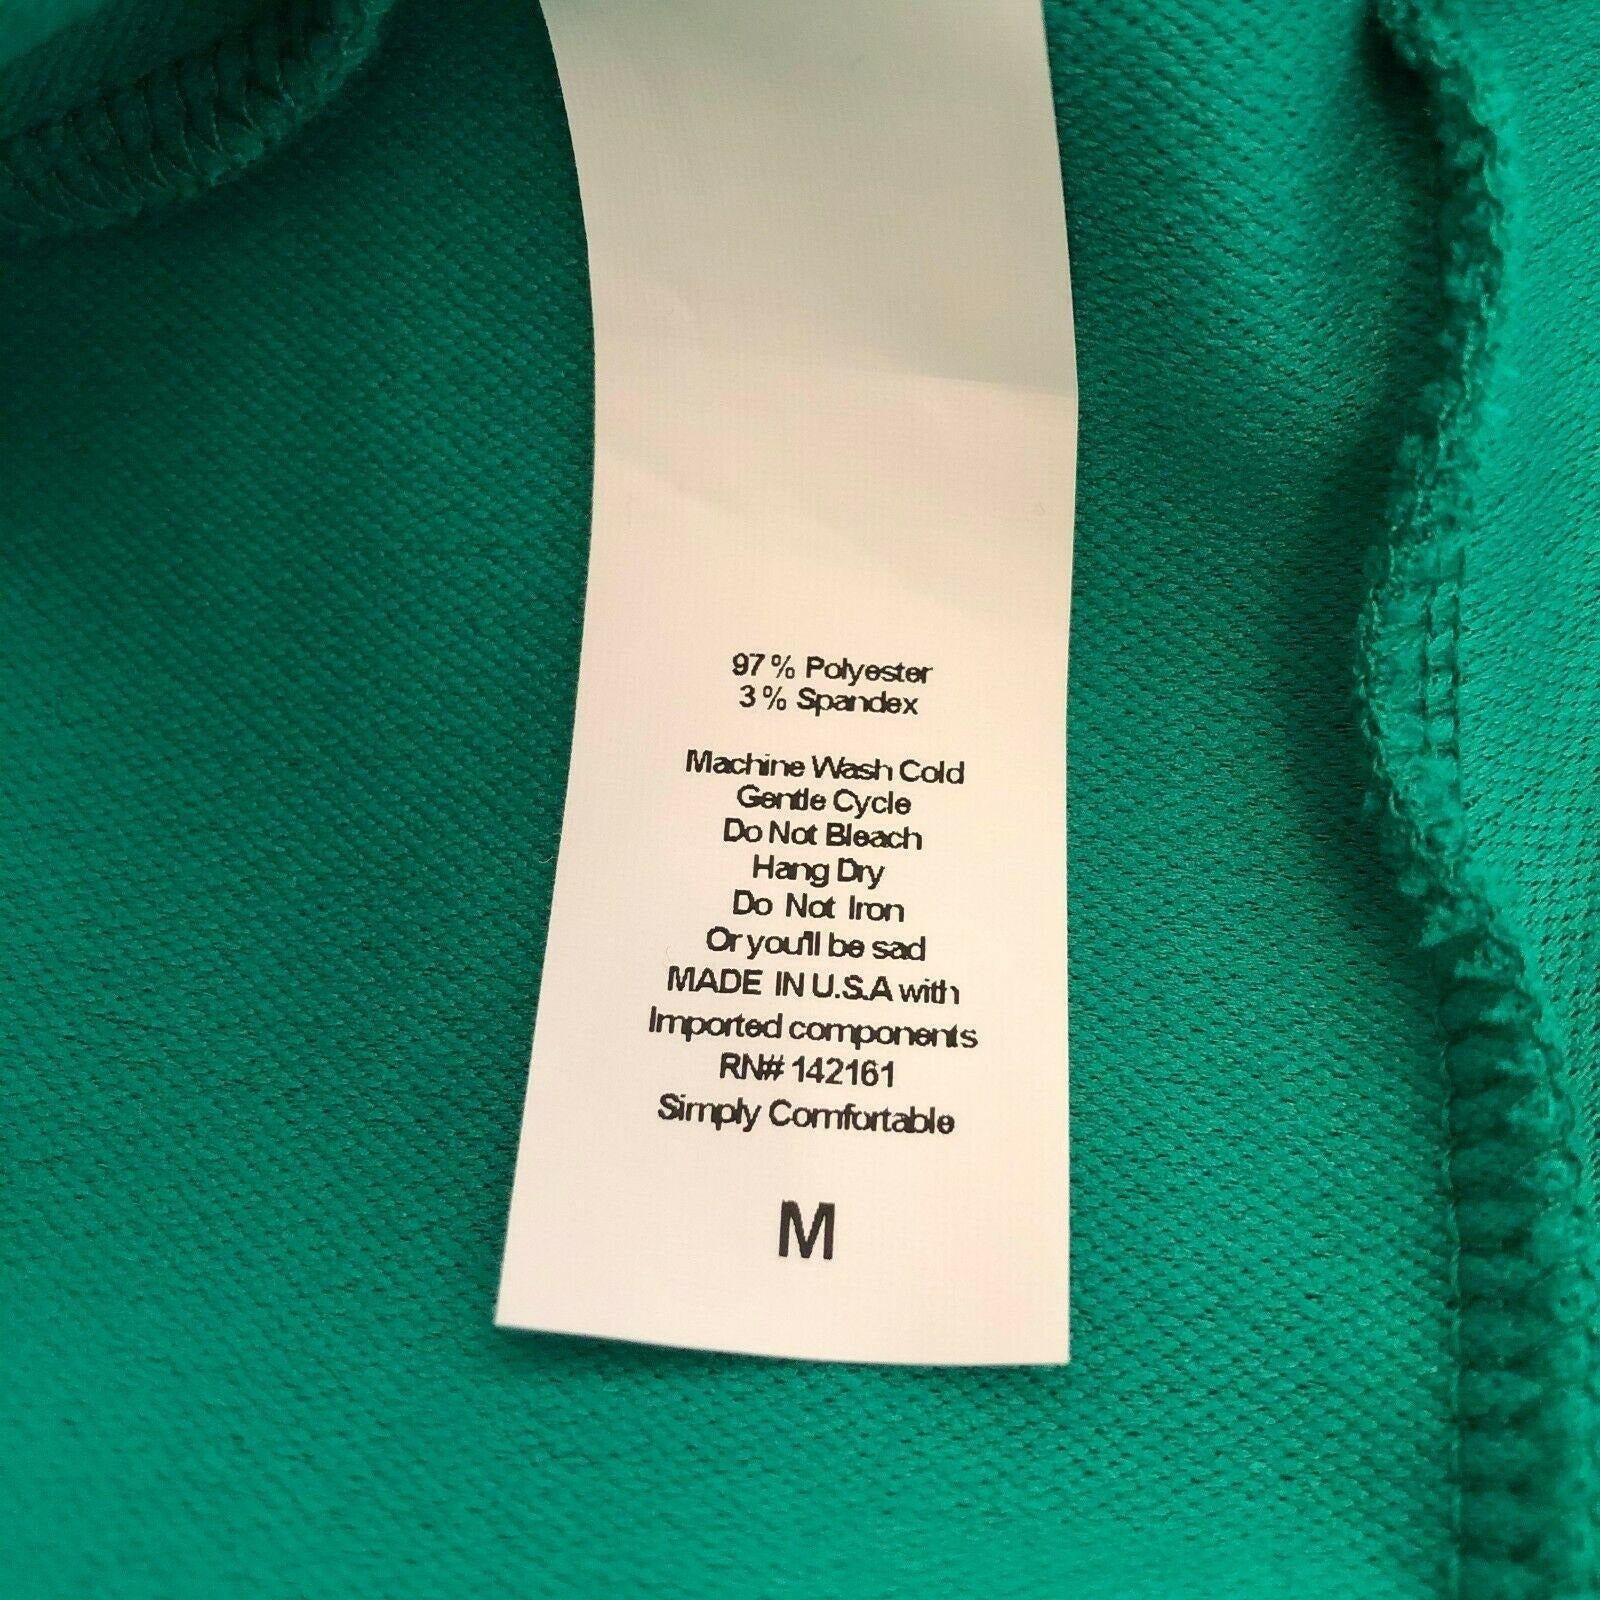 97% Polyester
3% Spandex
Machine Wash Cold
Gentle Cycle
Do Not Bleach
Hang Dry
Do Not Iron
Or you'll be sad
MADE IN U.S.A with
Imported components
RN# 142161
Simply Comfortable
M